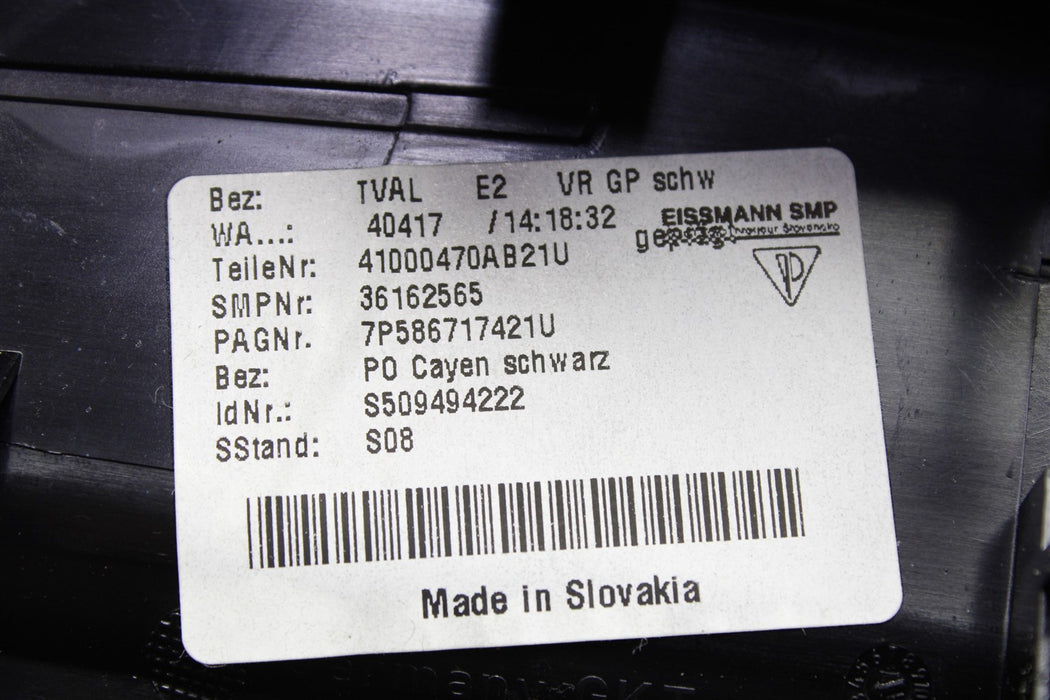 Bez: TVAL E2 VR GP schw
WA...: 40417 /14:18:32
EISSMANN SMP
TeileNr: 41000470AB21U
SMPNr: 36162565
PAGNr. 7P586717421U
Bez: PO Cayen schwarz
IdNr.: S509494222
SStand: S08
Made in Slovakia